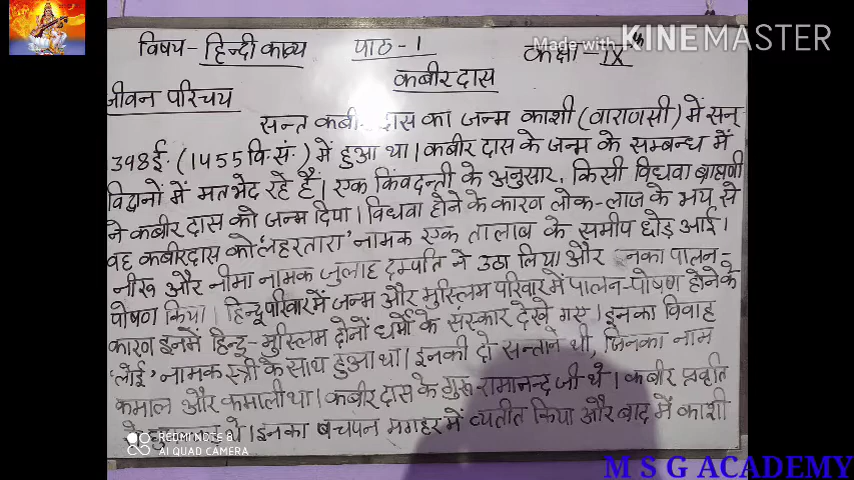 Made with KINEMASTER
विषय - हिन्दी काव्य पाठ - 1 कक्षा - IX
कबीर दास
जीवन परिचय
सन्त कबी दास का जन्म काशी (वाराणसी) में सन्
398ई. (1455 वि.सं.) में हुआ था। कबीर दास के जन्म के सम्बन्ध में
विद्वानों में मतभेद रहे हैं। एक किंवदन्ती के अनुसार, किसी विधवा ब्राह्मणी
ने कबीर दास को जन्म दिया। विधवा होने के कारण लोक-लाज के भय से
वह कबीरदास को 'लहरतारा' नामक एक तालाब के समीप छोड़ आई।
नीरू और नीमा नामक जुलाह दम्पति ने उठा लिया और नका पालन-
पोषण किया। हिन्दू परिवार में जन्म और मुस्लिम परिवार में पालन-पोषण होने के
कारण इनमें हिन्दू-मुस्लिम दोनों धर्मों के संस्कार देखे गए। इनका विवाह
'लोई' नामक स्त्री के साथ हुआ था। इनकी दो सन्तानें थी, जिनका नाम
कमाल और कमाली था। कबीर दास के गुरु रामानन्द जी थे। कबीर प्रवृति
थे। इनका बचपन मगहर में व्यतीत किया और बाद में काशी
REDMI NOTE 8
AI QUAD CAMERA
M S G ACADEMY